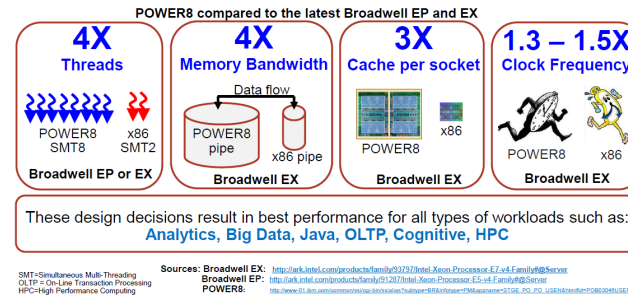 POWER8 compared to the latest Broadwell EP and EX
4X
Threads
POWER8
SMT8
x86
SMT2
Broadwell EP or EX
4X
Memory Bandwidth
Data flow
POWER8
pipe
x86 pipe
Broadwell EX
3X
Cache per socket
POWER8
x86
Broadwell EX
1.3 – 1.5X
Clock Frequency
POWER8
x86
Broadwell EX
These design decisions result in best performance for all types of workloads such as:
Analytics, Big Data, Java, OLTP, Cognitive, HPC
SMT=Simultaneous Multi-Threading
OLTP = On-Line Transaction Processing
HPC=High Performance Computing
Sources: Broadwell EX: http://ark.intel.com/products/family/93797/Intel-Xeon-Processor-E7-v4-Family#@Server
Broadwell EP: http://ark.intel.com/products/family/91287/Intel-Xeon-Processor-E5-v4-Family#@Server
POWER8: